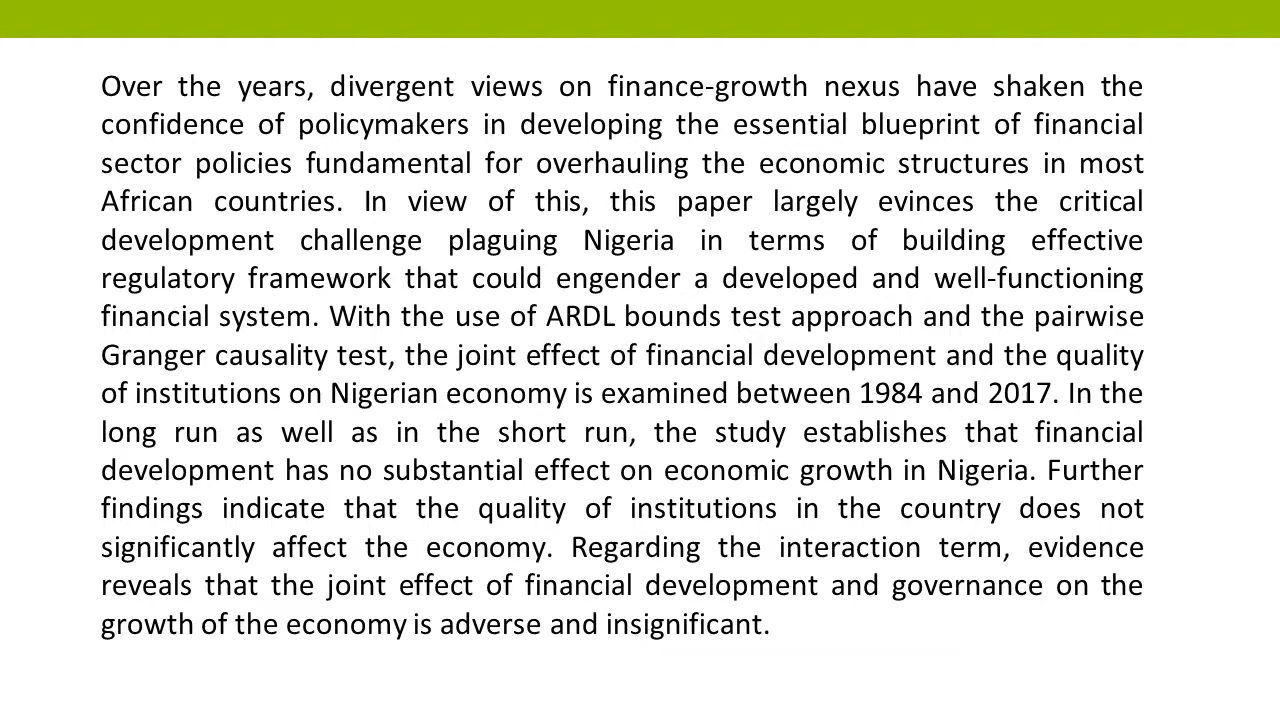 Over the years, divergent views on finance-growth nexus have shaken the
confidence of policymakers in developing the essential blueprint of financial
sector policies fundamental for overhauling the economic structures in most
African countries. In view of this, this paper largely evinces the critical
development challenge plaguing Nigeria in terms of building effective
regulatory framework that could engender a developed and well-functioning
financial system. With the use of ARDL bounds test approach and the pairwise
Granger causality test, the joint effect of financial development and the quality
of institutions on Nigerian economy is examined between 1984 and 2017. In the
long run as well as in the short run, the study establishes that financial
development has no substantial effect on economic growth in Nigeria. Further
findings indicate that the quality of institutions in the country does not
significantly affect the economy. Regarding the interaction term, evidence
reveals that the joint effect of financial development and governance on the
growth of the economy is adverse and insignificant.